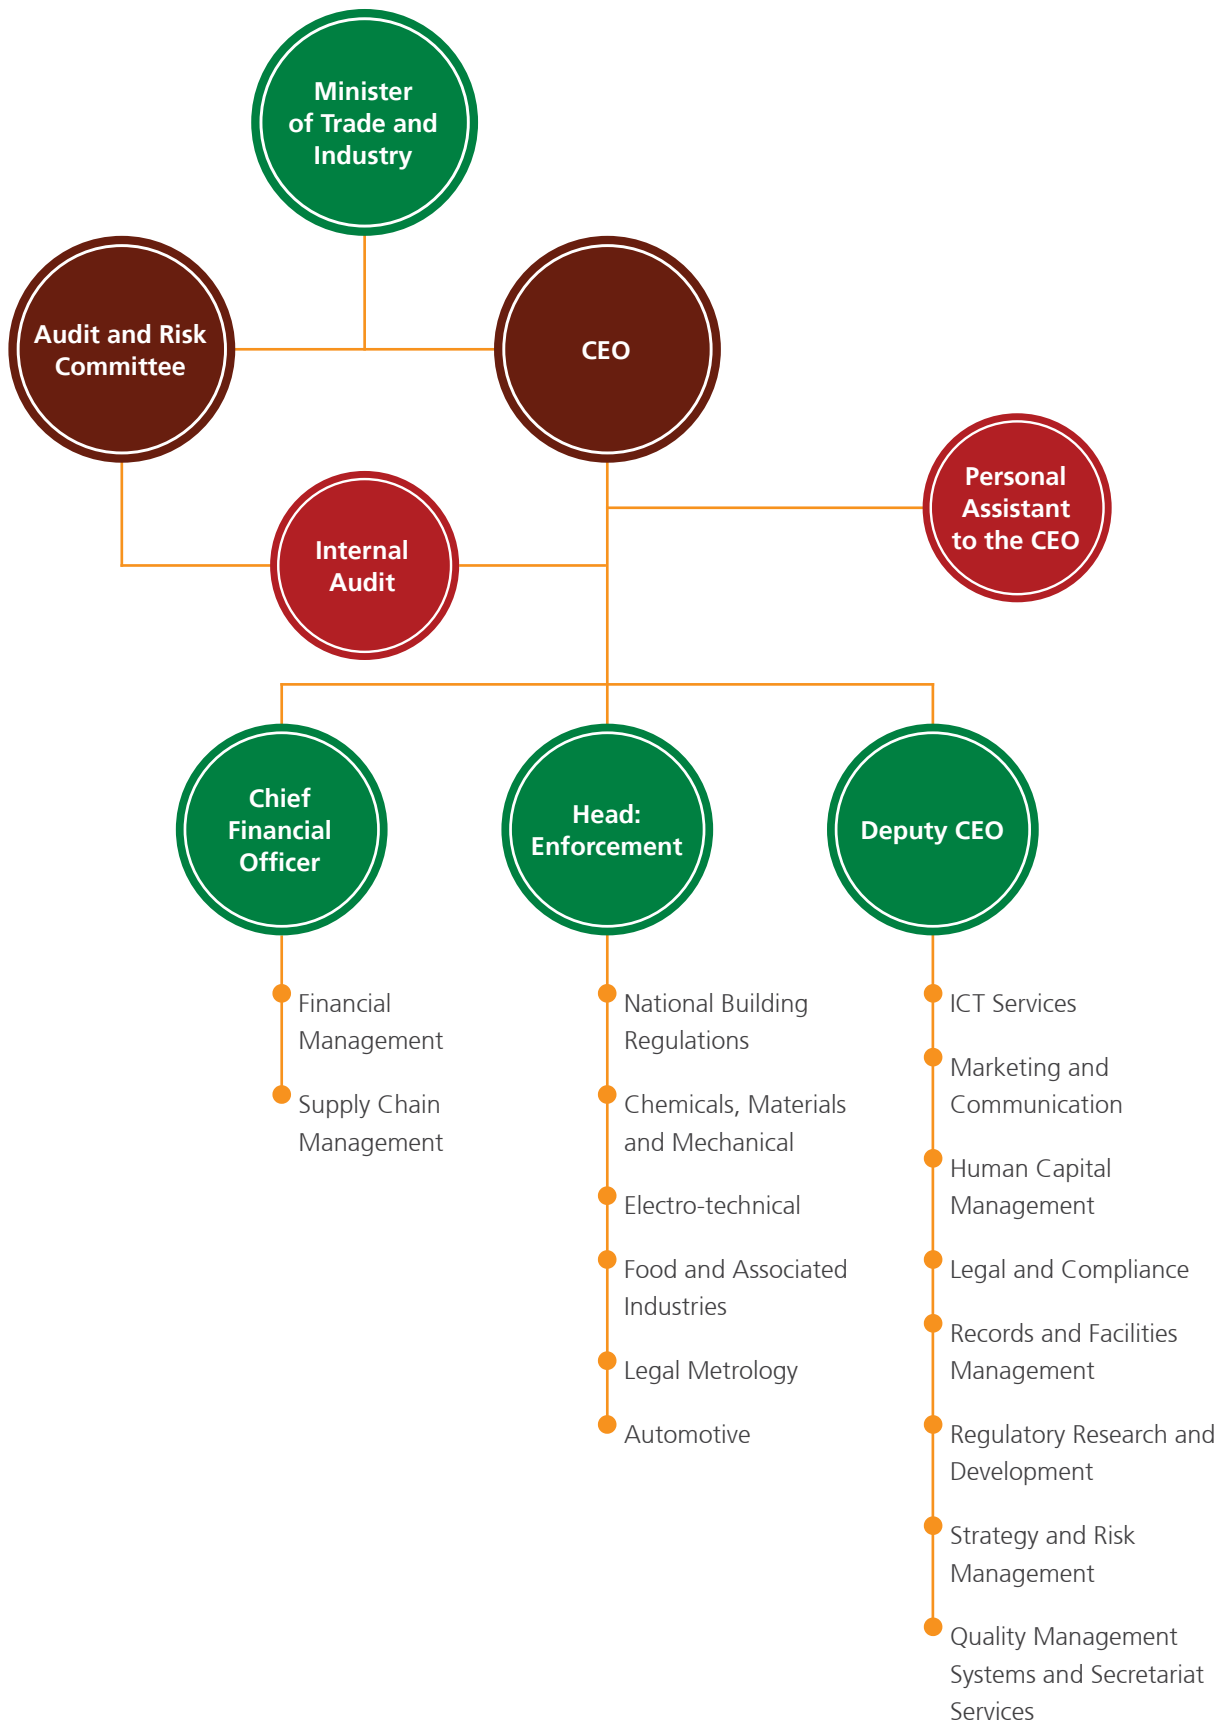 Minister
of Trade and
Industry
Audit and Risk
Committee
CEO
Personal
Assistant
to the CEO
Internal
Audit
Chief
Financial
Officer
Head:
Enforcement
Deputy CEO
Financial
Management
Supply Chain
Management
National Building
Regulations
Chemicals, Materials
and Mechanical
Electro-technical
Food and Associated
Industries
Legal Metrology
Automotive
ICT Services
Marketing and
Communication
Human Capital
Management
Legal and Compliance
Records and Facilities
Management
Regulatory Research and
Development
Strategy and Risk
Management
Quality Management
Systems and Secretariat
Services